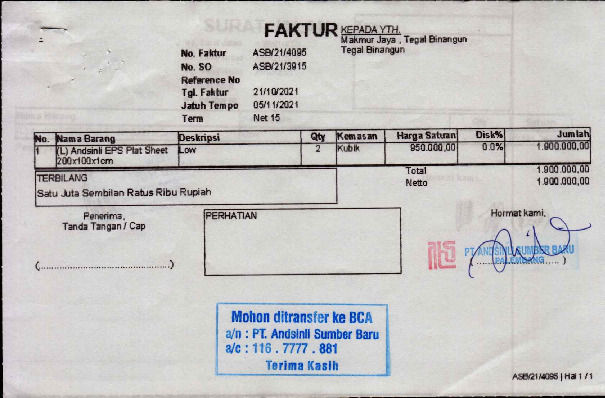 FAKTUR
KEPADA YTH.
Makmur Jaya , Tegal Binangun
Tegal Binangun
No. Faktur ASB/21/4095
No. SO ASB/21/3915
Reference No
Tgl. Faktur 21/10/2021
Jatuh Tempo 05/11/2021
Term Net 15
No. Nama Barang Deskripsi Qty Kemasan Harga Satuan Disk% Jumlah
1 (L) Andsinli EPS Plat Sheet Low 2 Kubik 950.000,00 0.0% 1.900.000,00
200x100x1cm
Total 1.900.000,00
Netto 1.900.000,00
TERBILANG
Satu Juta Sembilan Ratus Ribu Rupiah
Penerima,
Tanda Tangan / Cap
(........................................)
PERHATIAN
Hormat kami,
PT. ANDSINLI SUMBER BARU
PALEMBANG
Mohon ditransfer ke BCA
a/n : PT. Andsinli Sumber Baru
a/c : 116 . 7777 . 881
Terima Kasih
ASB/21/4095 | Hal 1 / 1